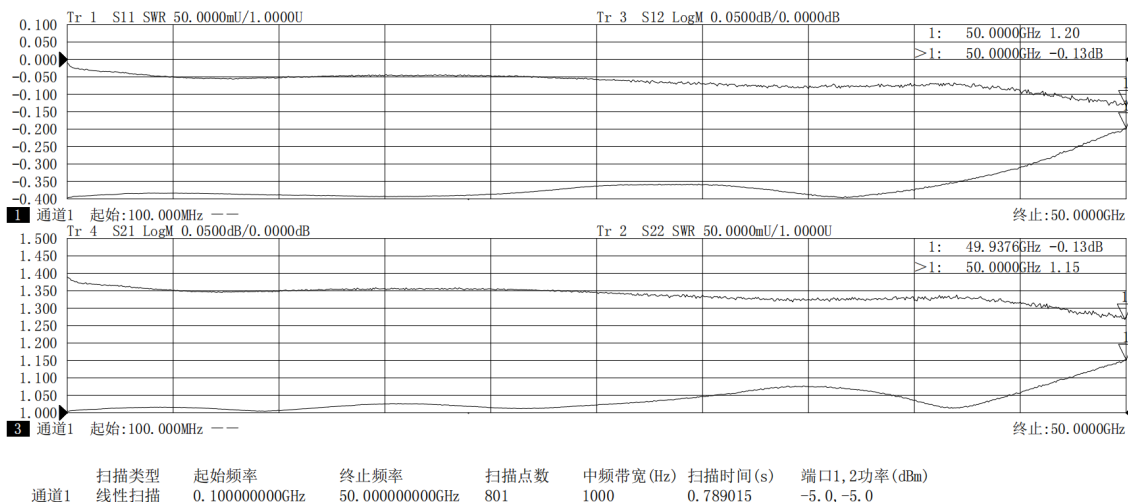 Tr 1 S11 SWR 50.0000mU/1.0000U
Tr 3 S12 LogM 0.0500dB/0.0000dB
0.100
0.050
0.000
-0.050
-0.100
-0.150
-0.200
-0.250
-0.300
-0.350
-0.400
1: 50.0000GHz 1.20
>1: 50.0000GHz -0.13dB
1
1 通道1 起始:100.000MHz —— 终止:50.0000GHz
Tr 4 S21 LogM 0.0500dB/0.0000dB
Tr 2 S22 SWR 50.0000mU/1.0000U
1.500
1.450
1.400
1.350
1.300
1.250
1.200
1.150
1.100
1.050
1.000
1: 49.9376GHz -0.13dB
>1: 50.0000GHz 1.15
1
1
3 通道1 起始:100.000MHz —— 终止:50.0000GHz
扫描类型 起始频率 终止频率 扫描点数 中频带宽(Hz) 扫描时间(s) 端口1,2功率(dBm)
通道1 线性扫描 0.100000000GHz 50.000000000GHz 801 1000 0.789015 -5.0,-5.0